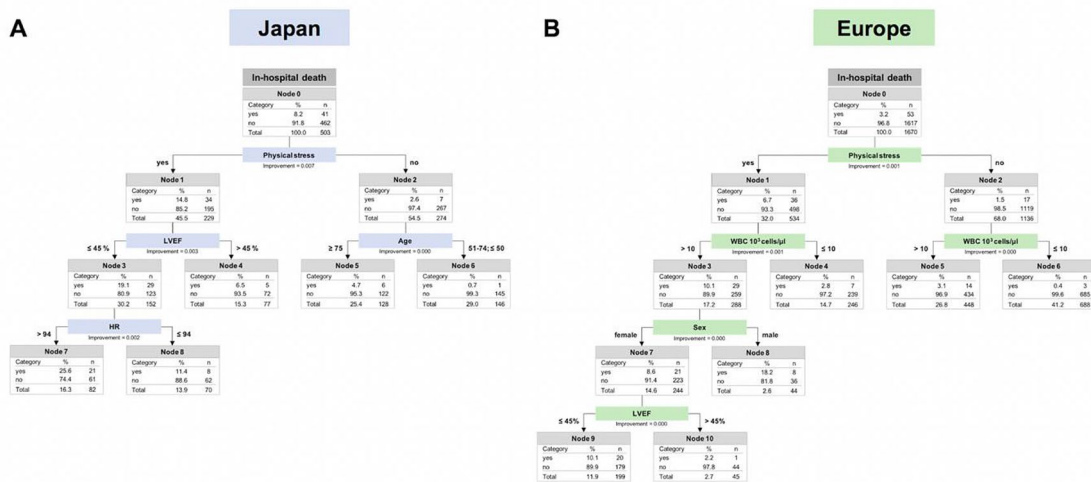 A
Japan
In-hospital death
Node 0
Category % n
yes 8.2 41
no 91.8 462
Total 100.0 503
Physical stress
Improvement = 0.007
yes
no
Node 1
Category % n
yes 14.8 34
no 85.2 195
Total 45.5 229
Node 2
Category % n
yes 2.6 7
no 97.4 267
Total 54.5 274
LVEF
Improvement = 0.003
≤ 45 %
> 45 %
Age
Improvement = 0.000
≥ 75
51-74; ≤ 50
Node 3
Category % n
yes 19.1 29
no 80.9 123
Total 30.2 152
Node 4
Category % n
yes 6.5 5
no 93.5 72
Total 15.3 77
Node 5
Category % n
yes 4.7 6
no 95.3 122
Total 25.4 128
Node 6
Category % n
yes 0.7 1
no 99.3 145
Total 29.0 146
HR
Improvement = 0.002
> 94
≤ 94
Node 7
Category % n
yes 25.6 21
no 74.4 61
Total 16.3 82
Node 8
Category % n
yes 11.4 8
no 88.6 62
Total 13.9 70
B
Europe
In-hospital death
Node 0
Category % n
yes 3.2 53
no 96.8 1617
Total 100.0 1670
Physical stress
Improvement = 0.001
yes
no
Node 1
Category % n
yes 6.7 36
no 93.3 498
Total 32.0 534
Node 2
Category % n
yes 1.5 17
no 98.5 1119
Total 68.0 1136
WBC 10³ cells/µl
Improvement = 0.001
> 10
≤ 10
WBC 10³ cells/µl
Improvement = 0.000
> 10
≤ 10
Node 3
Category % n
yes 10.1 29
no 89.9 259
Total 17.2 288
Node 4
Category % n
yes 2.8 7
no 97.2 239
Total 14.7 246
Node 5
Category % n
yes 3.1 14
no 96.9 434
Total 26.8 448
Node 6
Category % n
yes 0.4 3
no 99.6 685
Total 41.2 688
Sex
Improvement = 0.000
female
male
Node 7
Category % n
yes 8.6 21
no 91.4 223
Total 14.6 244
Node 8
Category % n
yes 18.2 8
no 81.8 36
Total 2.6 44
LVEF
Improvement = 0.000
≤ 45%
> 45%
Node 9
Category % n
yes 10.1 20
no 89.9 179
Total 11.9 199
Node 10
Category % n
yes 2.2 1
no 97.8 44
Total 2.7 45